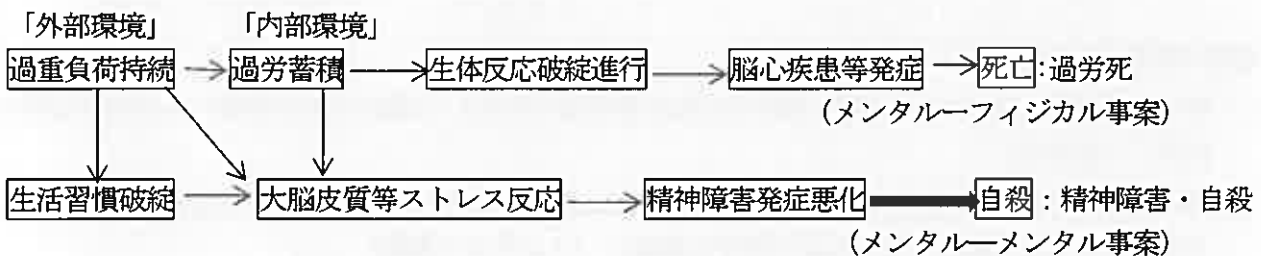 「外部環境」 「内部環境」
過重負荷持続 → 過労蓄積 → 生体反応破綻進行 → 脳心疾患等発症 → 死亡：過労死
(メンタルーフィジカル事案)
生活習慣破綻 → 大脳皮質等ストレス反応 → 精神障害発症悪化 → 自殺：精神障害・自殺
(メンタル―メンタル事案)